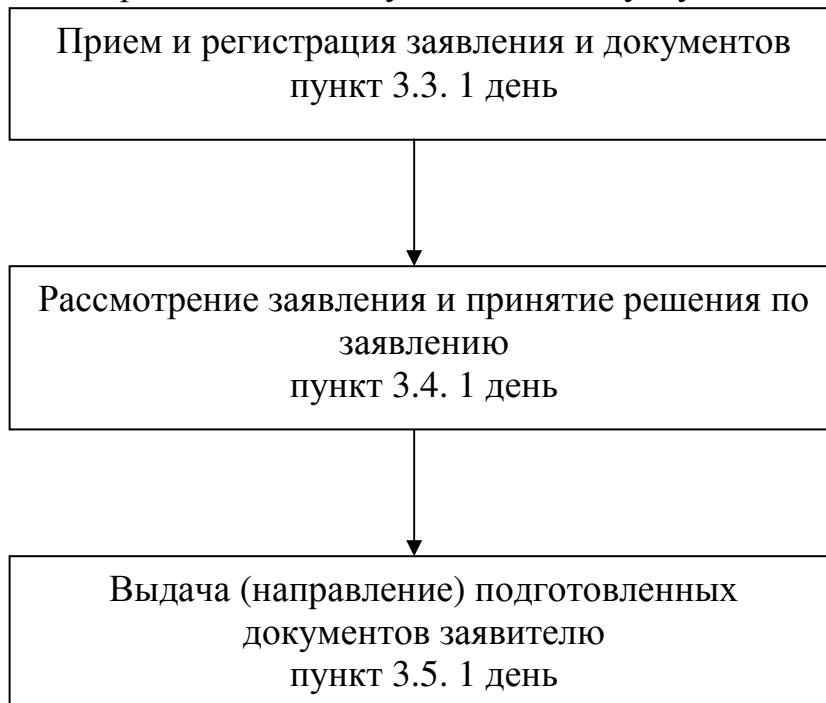 Прием и регистрация заявления и документов
пункт 3.3. 1 день
Рассмотрение заявления и принятие решения по
заявлению
пункт 3.4. 1 день
Выдача (направление) подготовленных
документов заявителю
пункт 3.5. 1 день